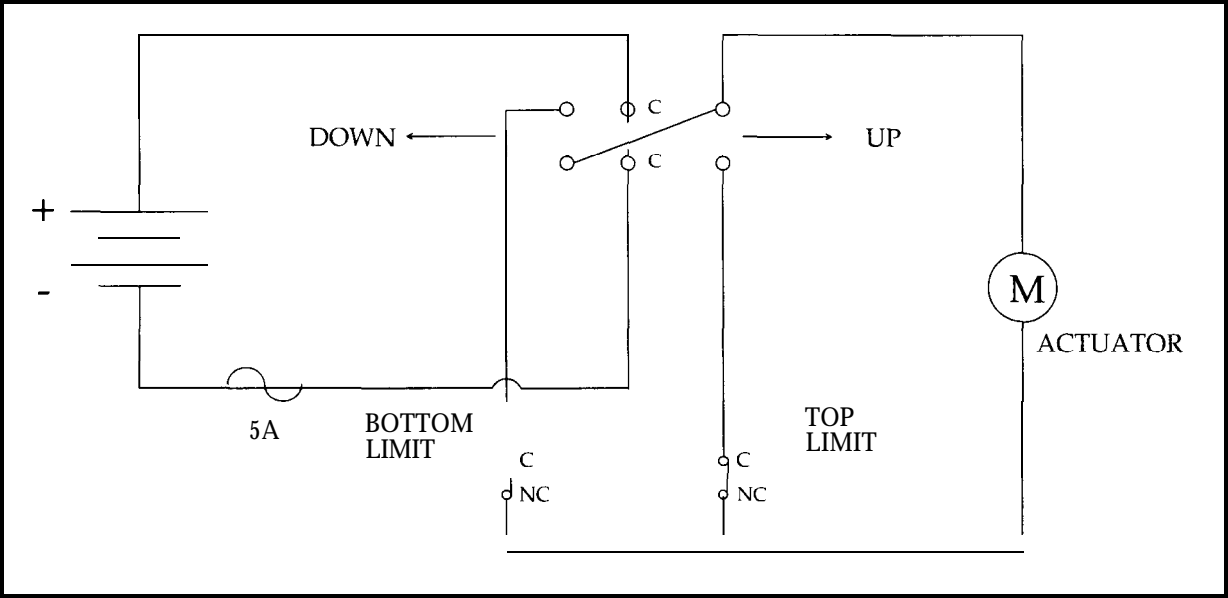 C
DOWN
UP
C
+
-
M
ACTUATOR
5A
BOTTOM
LIMIT
TOP
LIMIT
C
C
NC
NC